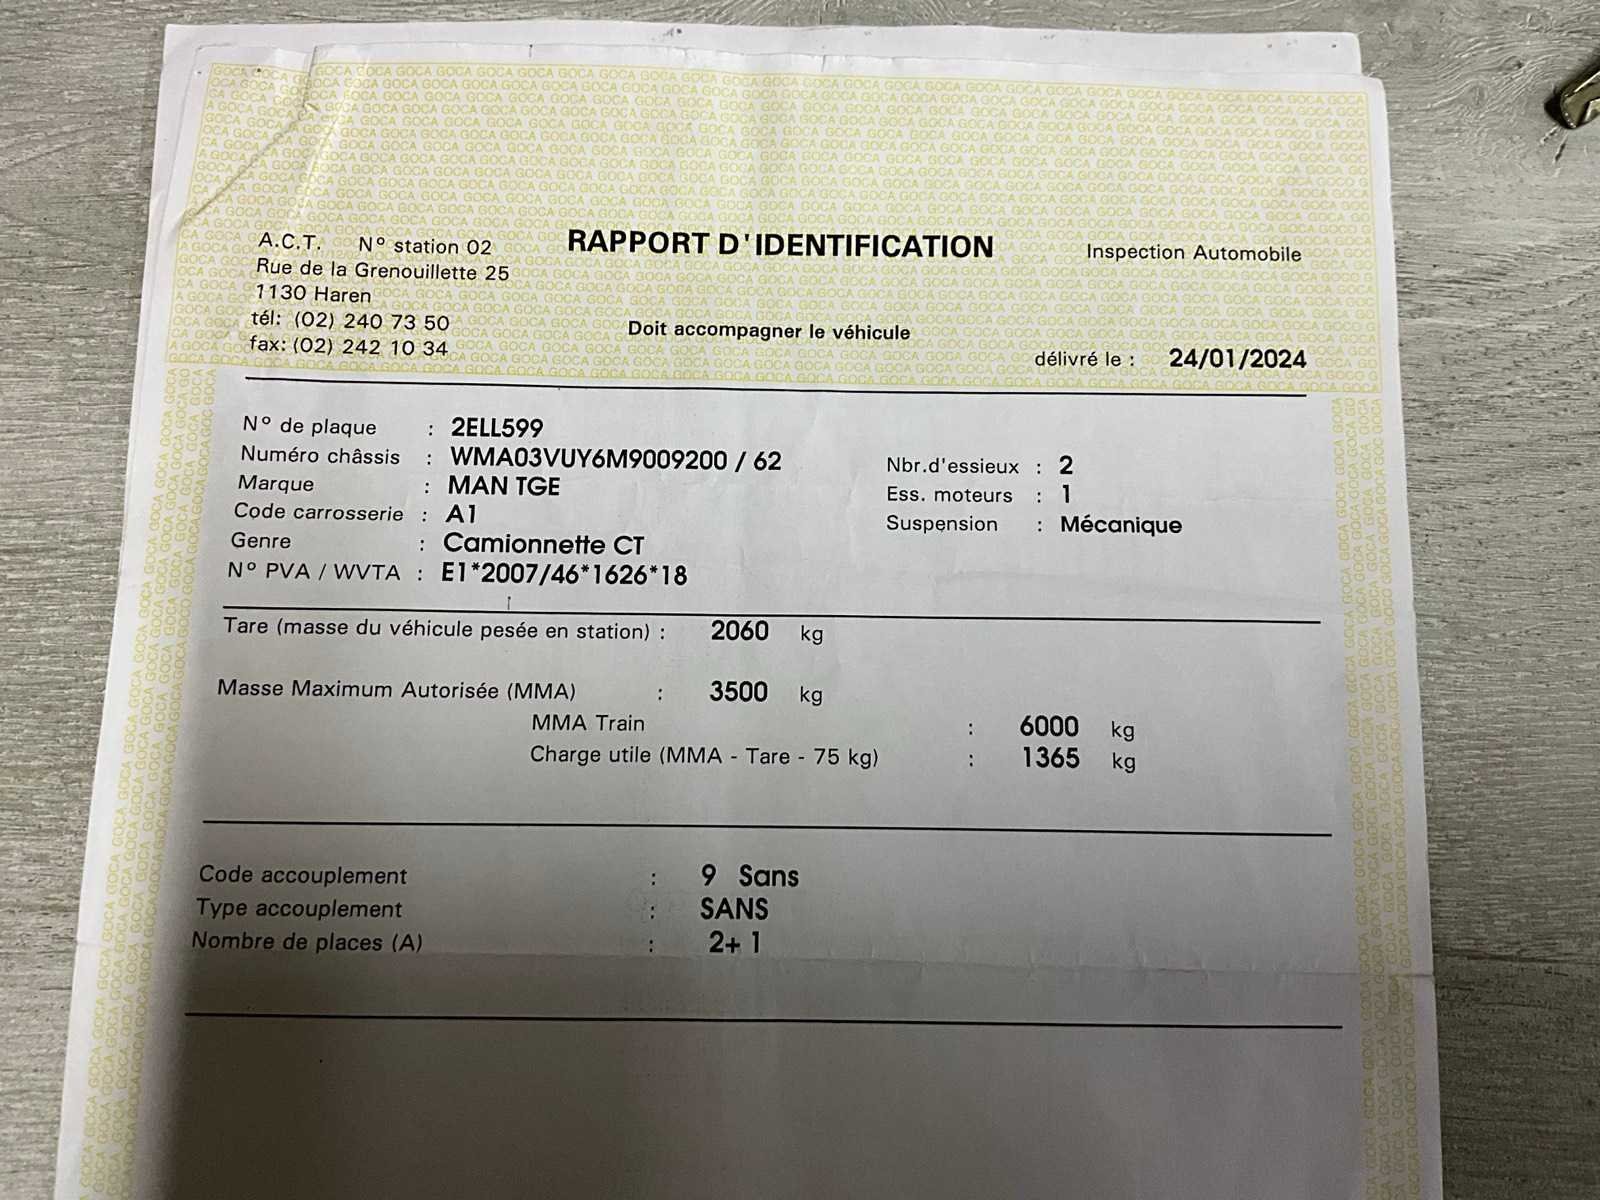 A.C.T. N° station 02
Rue de la Grenouillette 25
1130 Haren
tél: (02) 240 73 50
fax: (02) 242 10 34
RAPPORT D'IDENTIFICATION
Doit accompagner le véhicule
Inspection Automobile
délivré le : 24/01/2024
N° de plaque : 2ELL599
Numéro châssis : WMA03VUY6M9009200 / 62
Marque : MAN TGE
Code carrosserie : A1
Genre : Camionnette CT
N° PVA / WVTA : E1*2007/46*1626*18
Nbr.d'essieux : 2
Ess. moteurs : 1
Suspension : Mécanique
Tare (masse du véhicule pesée en station) : 2060 kg
Masse Maximum Autorisée (MMA) : 3500 kg
MMA Train : 6000 kg
Charge utile (MMA - Tare - 75 kg) : 1365 kg
Code accouplement : 9 Sans
Type accouplement : SANS
Nombre de places (A) : 2+ 1